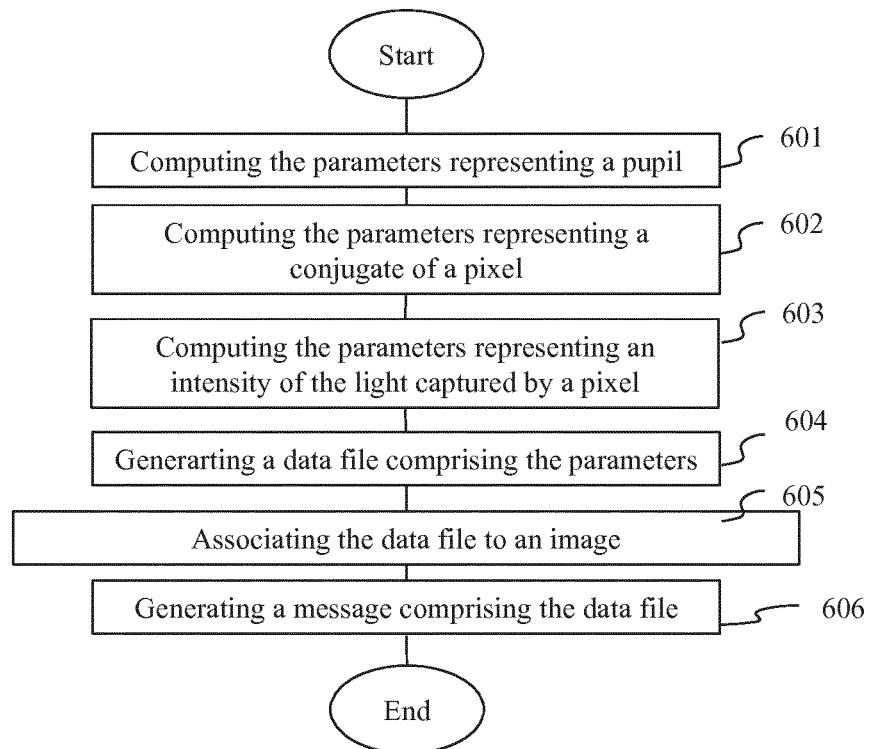 Start
Computing the parameters representing a pupil
601
Computing the parameters representing a
conjugate of a pixel
602
Computing the parameters representing an
intensity of the light captured by a pixel
603
Generarting a data file comprising the parameters
604
Associating the data file to an image
605
Generating a message comprising the data file
606
End